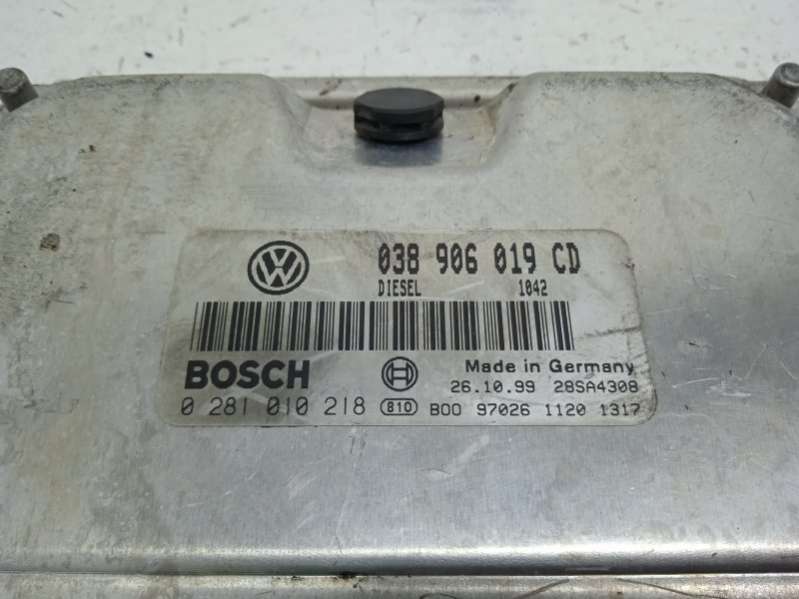 038 906 019 CD
DIESEL 1042
BOSCH Made in Germany
26.10.99 28SA4308
0 281 010 218 810 B00 97026 1120 1317